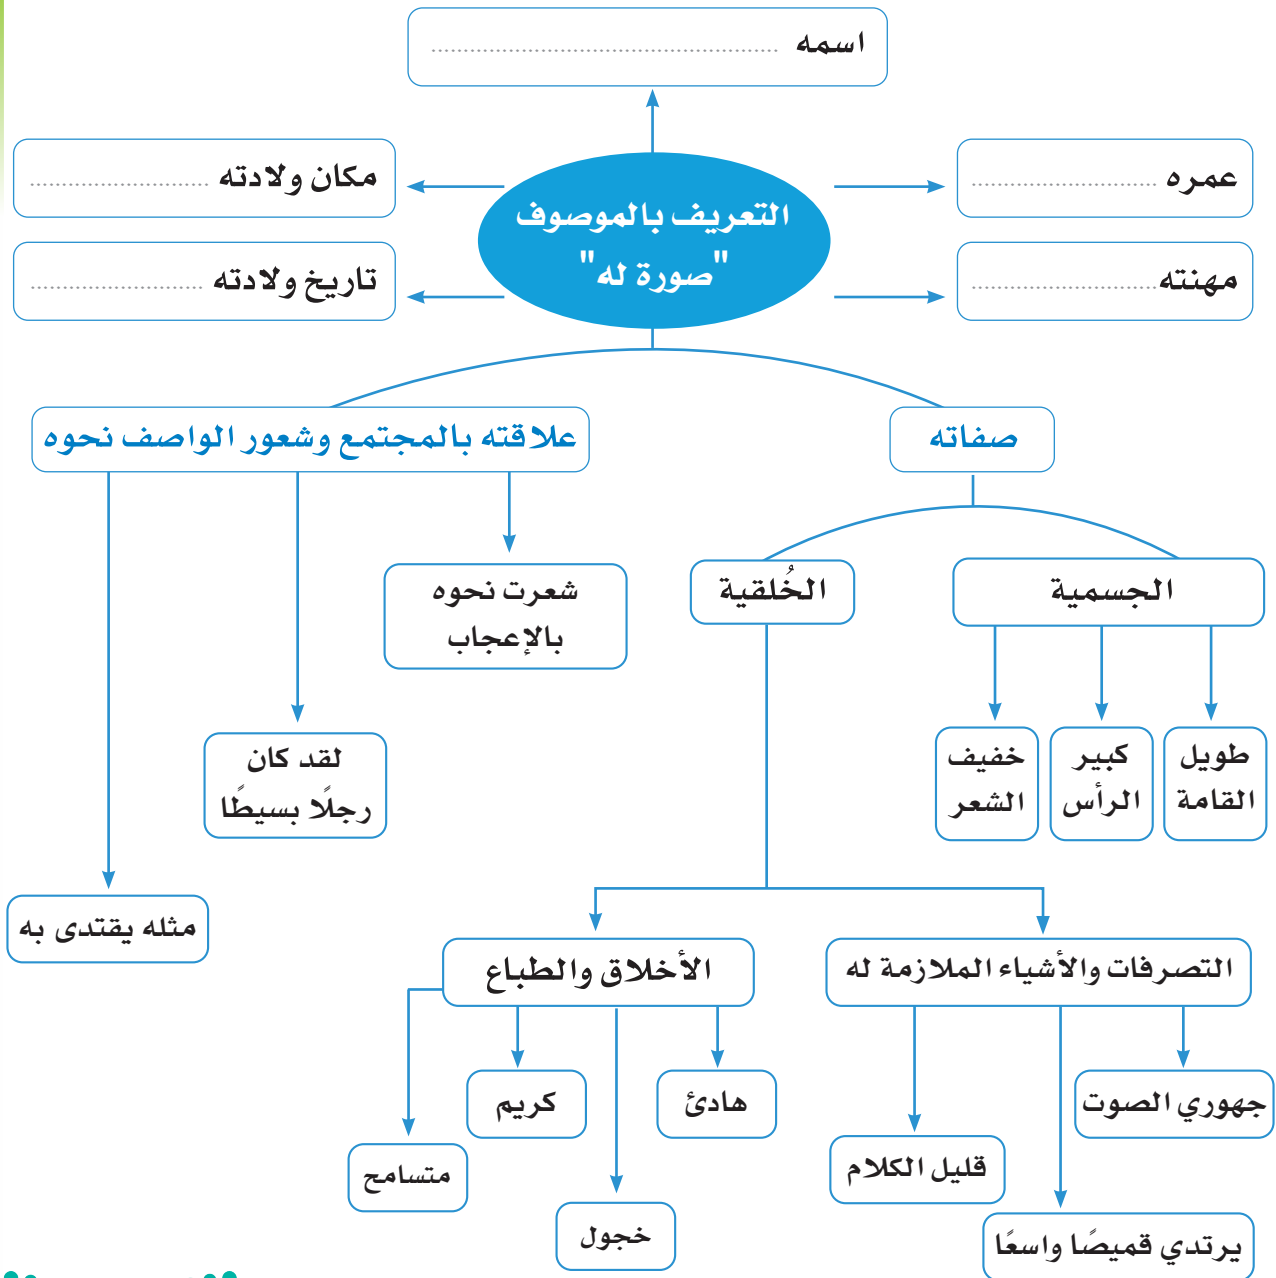 اسمه ......................................................
عمره .............................
مكان ولادته ............................
التعريف بالموصوف
"صورة له"
مهنته .............................
تاريخ ولادته ...........................
صفاته
علاقته بالمجتمع وشعور الواصف نحوه
الجسمية
الخُلقية
شعرت نحوه
بالإعجاب
طويل
القامة
كبير
الرأس
خفيف
الشعر
لقد كان
رجلًا بسيطًا
مثله يقتدى به
التصرفات والأشياء الملازمة له
الأخلاق والطباع
جهوري الصوت
هادئ
كريم
قليل الكلام
متسامح
خجول
يرتدي قميصًا واسعًا